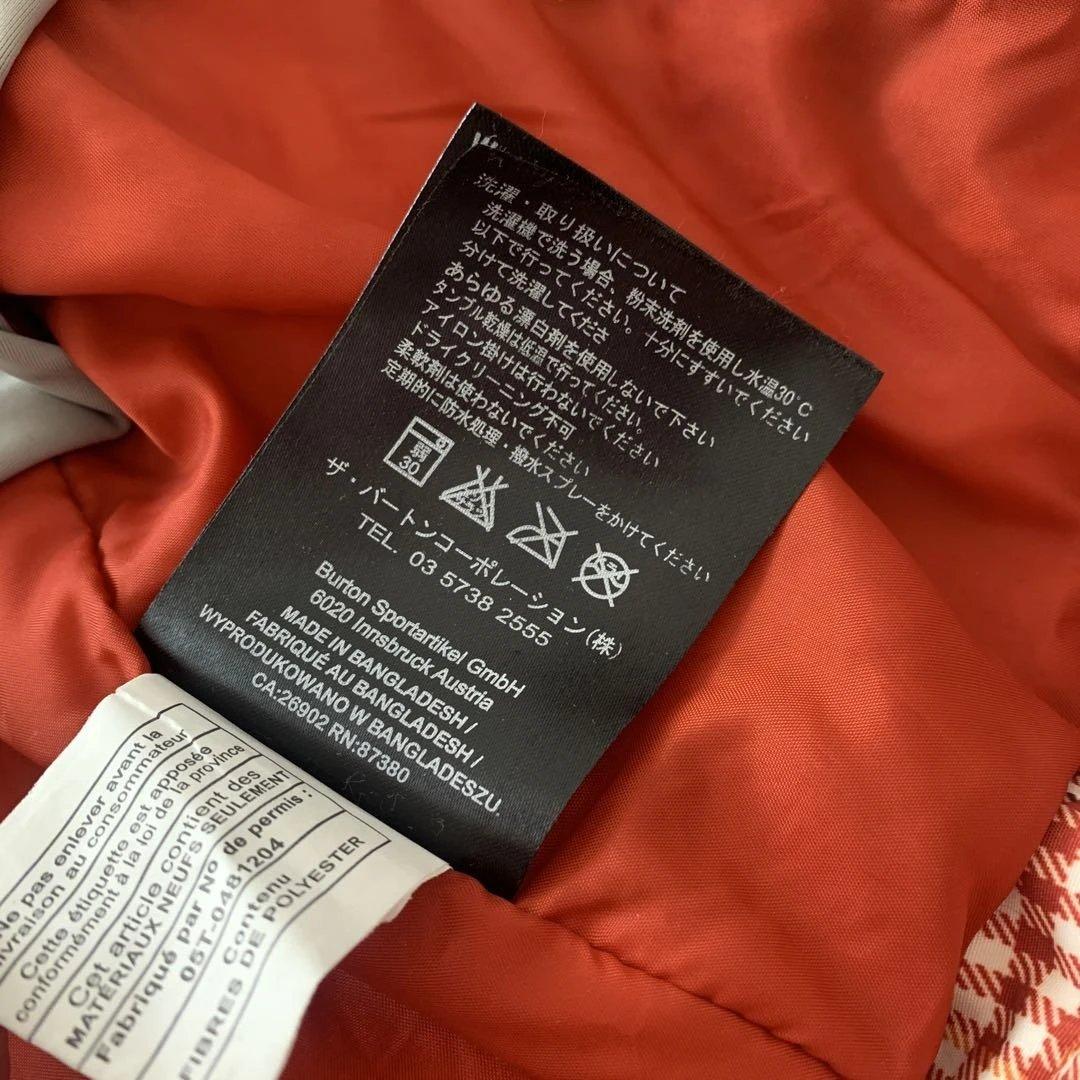 洗濯・取り扱いについて
洗濯機で洗う場合、粉末洗剤を使用し水温30°C
以下で行ってください。十分にすすいでください
分けて洗濯してくださ
あらゆる漂白剤を使用しないで下さい
タンブル乾燥は低温で行ってください。
アイロン掛けは行わないでください
ドライクリーニング不可
柔軟剤は使わないでください
定期的に防水処理・撥水スプレーをかけてください
弱
30
ザ・バートンコーポレーション(株)
TEL. 03 5738 2555
Burton Sportartikel GmbH
6020 Innsbruck Austria
MADE IN BANGLADESH /
FABRIQUÉ AU BANGLADESH /
WYPRODUKOWANO W BANGLADESZU.
CA:26902 RN:87380
Ne pas enlever avant la
livraison au consommateur
Cette étiquette est apposée
conformément à la loi de la province
Cet article contient des
MATÉRIAUX NEUFS SEULEMENT
Fabriqué par No de permis :
05T-0481204
Contenu
FIBRES DE POLYESTER